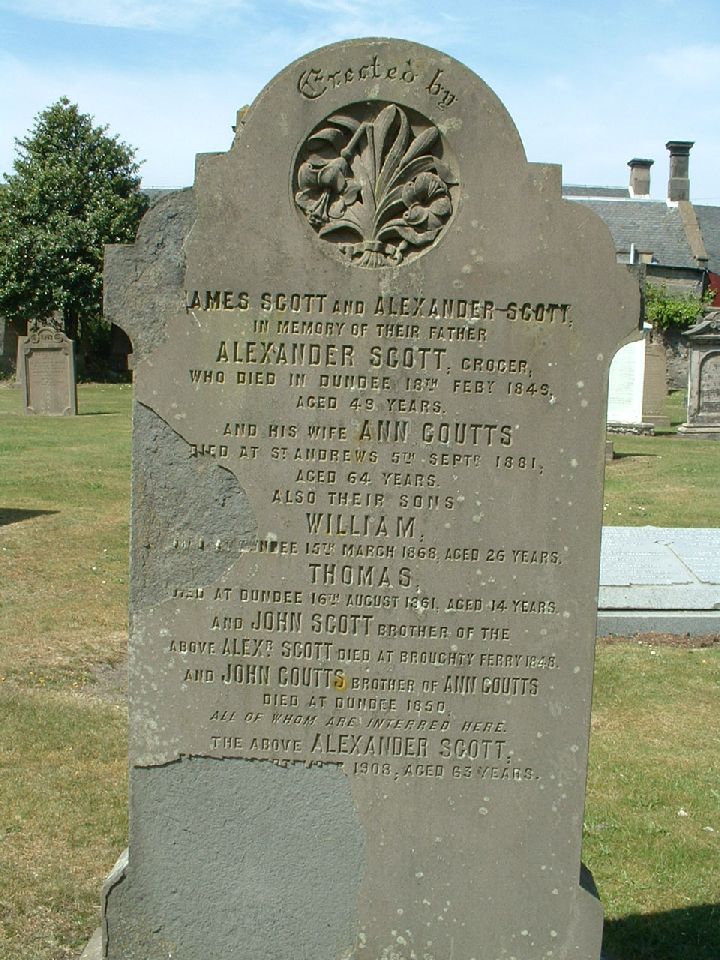 Erected by
JAMES SCOTT AND ALEXANDER SCOTT,
IN MEMORY OF THEIR FATHER
ALEXANDER SCOTT, GROCER,
WHO DIED IN DUNDEE 18TH FEBY 1849,
AGED 49 YEARS.
AND HIS WIFE ANN COUTTS
DIED AT ST ANDREWS 5TH SEPTR 1881,
AGED 64 YEARS.
ALSO THEIR SONS
WILLIAM,
DUNDEE 15TH MARCH 1868, AGED 26 YEARS.
THOMAS,
DIED AT DUNDEE 16TH AUGUST 1861, AGED 14 YEARS.
AND JOHN SCOTT BROTHER OF THE
ABOVE ALEXR SCOTT DIED AT BROUGHTY FERRY 1848.
AND JOHN COUTTS BROTHER OF ANN COUTTS
DIED AT DUNDEE 1850,
ALL OF WHOM ARE INTERRED HERE.
THE ABOVE ALEXANDER SCOTT,
1908, AGED 63 YEARS.